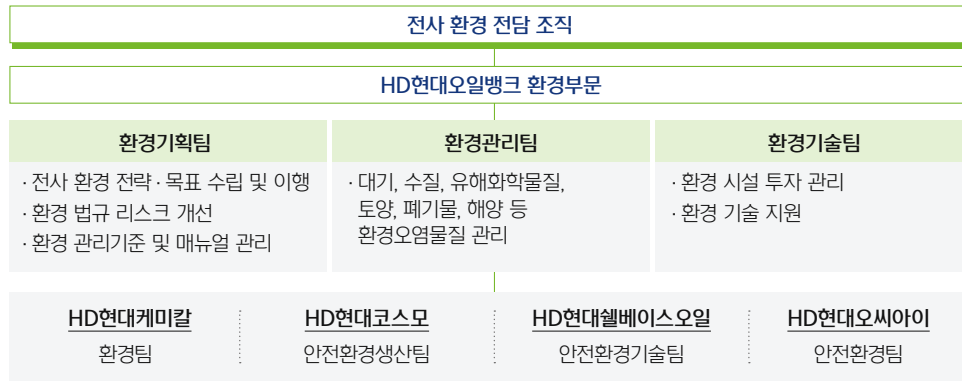 전사 환경 전담 조직
HD현대오일뱅크 환경부문
환경기획팀
· 전사 환경 전략 · 목표 수립 및 이행
· 환경 법규 리스크 개선
· 환경 관리기준 및 매뉴얼 관리
환경관리팀
· 대기, 수질, 유해화학물질,
토양, 폐기물, 해양 등
환경오염물질 관리
환경기술팀
· 환경 시설 투자 관리
· 환경 기술 지원
HD현대케미칼
환경팀
HD현대코스모
안전환경생산팀
HD현대쉘베이스오일
안전환경기술팀
HD현대오씨아이
안전환경팀